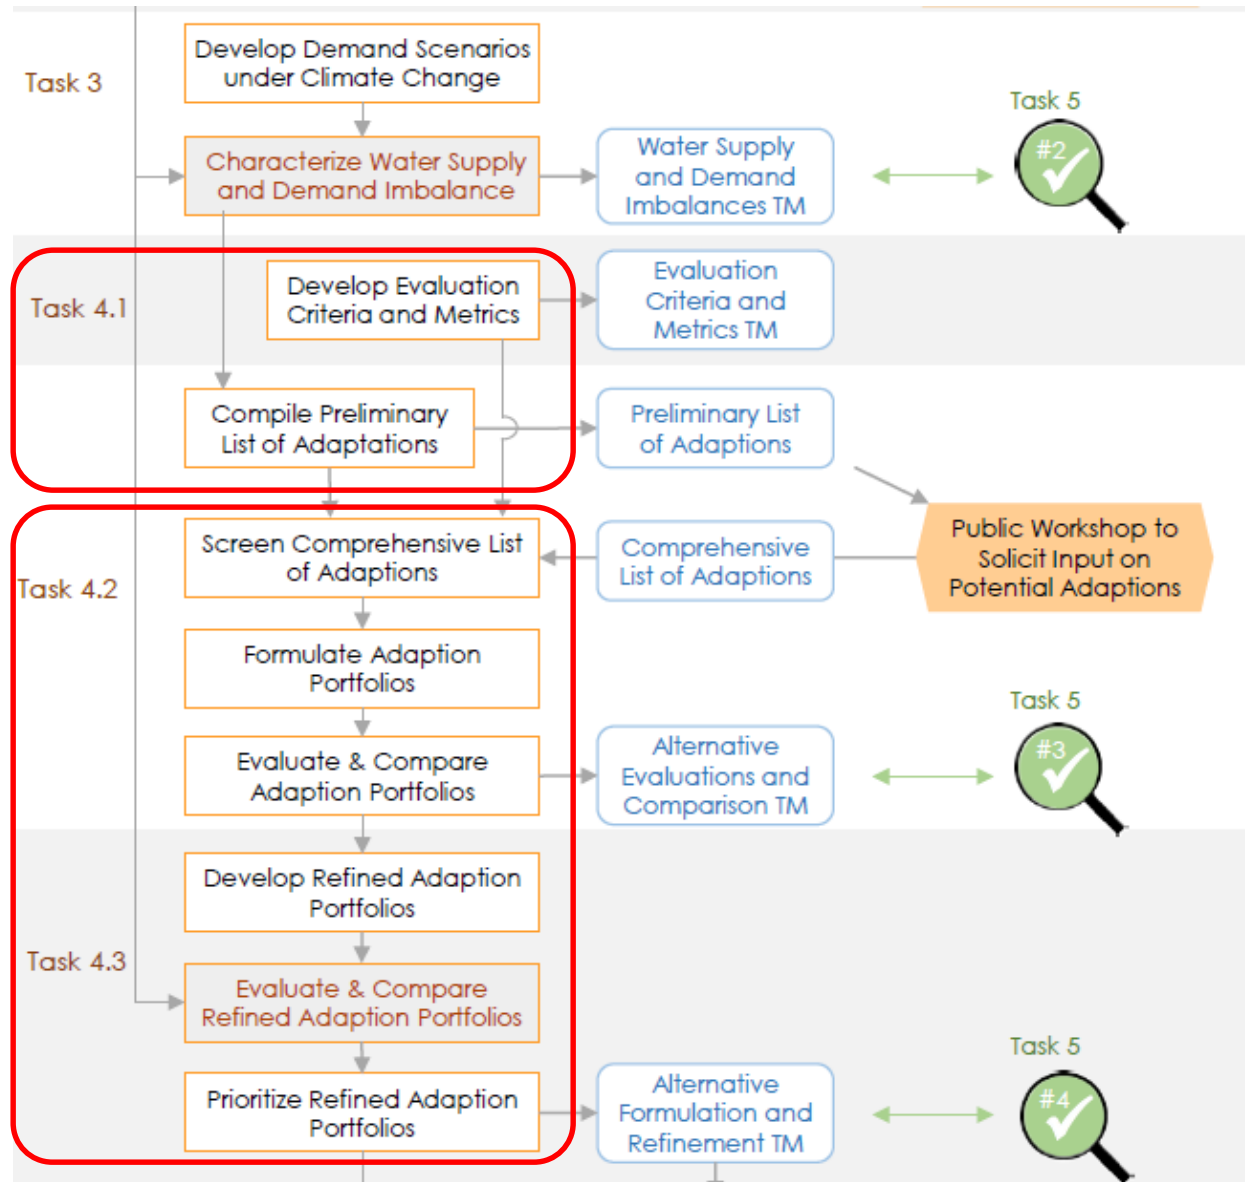 Task 3
Develop Demand Scenarios
under Climate Change
Characterize Water Supply
and Demand Imbalance
Water Supply
and Demand
Imbalances TM
Task 5
#2
Task 4.1
Develop Evaluation
Criteria and Metrics
Evaluation
Criteria and
Metrics TM
Compile Preliminary
List of Adaptations
Preliminary List
of Adaptions
Public Workshop to
Solicit Input on
Potential Adaptions
Task 4.2
Screen Comprehensive List
of Adaptions
Comprehensive
List of Adaptions
Formulate Adaption
Portfolios
Evaluate & Compare
Adaption Portfolios
Alternative
Evaluations and
Comparison TM
Task 5
#3
Task 4.3
Develop Refined Adaption
Portfolios
Evaluate & Compare
Refined Adaption Portfolios
Prioritize Refined Adaption
Portfolios
Alternative
Formulation and
Refinement TM
Task 5
#4